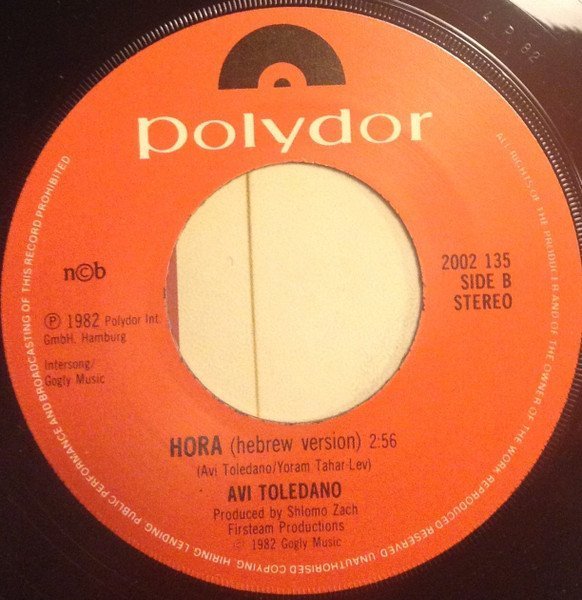 4 P 82
polydor
n©b
℗ 1982 Polydor Int.
GmbH. Hamburg
Intersong/
Gogly Music
2002 135
SIDE B
STEREO
HORA (hebrew version) 2:56
(Avi Toledano/Yoram Tahar-Lev)
AVI TOLEDANO
Produced by Shlomo Zach
Firsteam Productions
© 1982 Gogly Music
ALL RIGHTS OF THE PRODUCER AND OF THE OWNER OF THE WORK REPRODUCED RESERVED. UNAUTHORISED COPYING, HIRING, LENDING, PUBLIC PERFORMANCE AND BROADCASTING OF THIS RECORD PROHIBITED